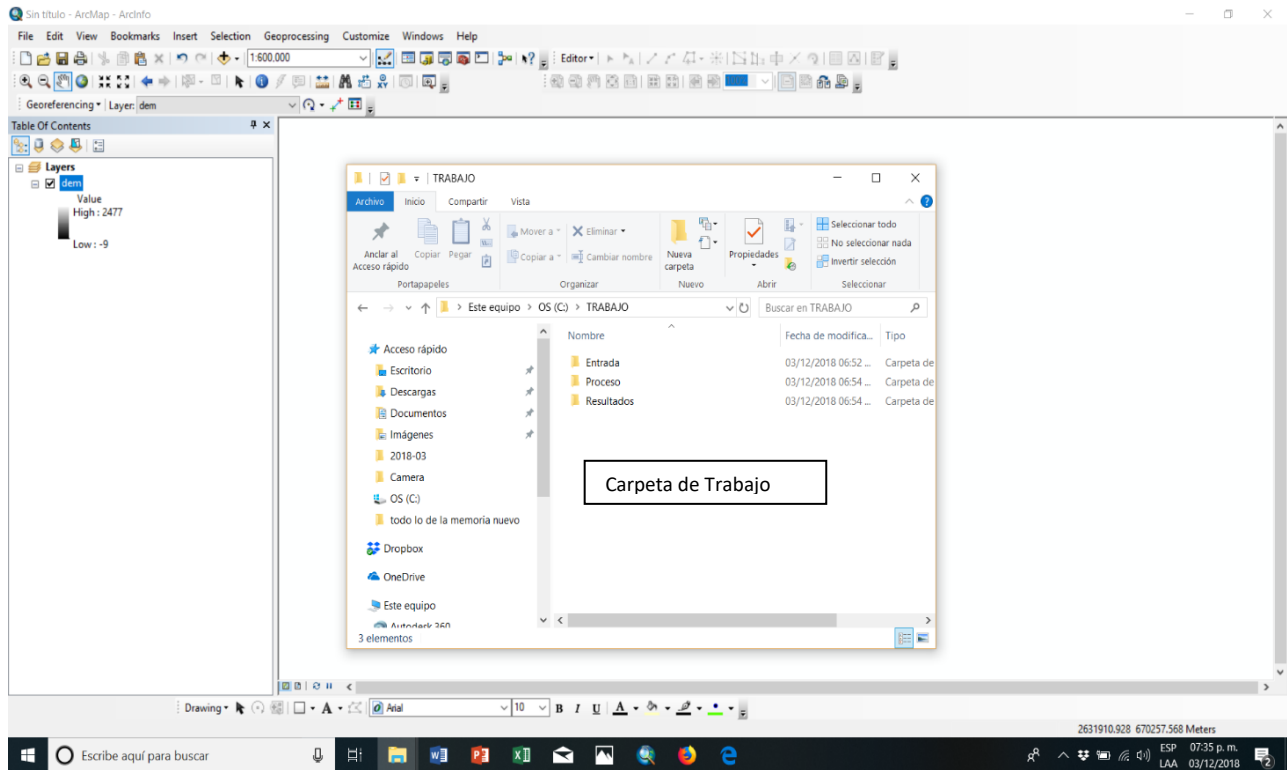 Sin título - ArcMap - ArcInfo
File Edit View Bookmarks Insert Selection Geoprocessing Customize Windows Help
1:600.000
Editor
Georeferencing Layer: dem
Table Of Contents
Layers
dem
Value
High : 2477
Low : -9
TRABAJO
Archivo Inicio Compartir Vista
Anclar al Acceso rápido
Copiar
Pegar
Mover a
Copiar a
Eliminar
Cambiar nombre
Nueva carpeta
Propiedades
Seleccionar todo
No seleccionar nada
Invertir selección
Portapapeles Organizar Nuevo Abrir Seleccionar
Este equipo > OS (C:) > TRABAJO
Buscar en TRABAJO
Nombre Fecha de modifica... Tipo
Entrada 03/12/2018 06:52 ... Carpeta de
Proceso 03/12/2018 06:54 ... Carpeta de
Resultados 03/12/2018 06:54 ... Carpeta de
Acceso rápido
Escritorio
Descargas
Documentos
Imágenes
2018-03
Camera
OS (C:)
todo lo de la memoria nuevo
Dropbox
OneDrive
Este equipo
Autodesk 360
3 elementos
Carpeta de Trabajo
Drawing A Arial 10 B I U A
2631910.928 670257.568 Meters
Escribe aquí para buscar
ESP 07:35 p. m.
LAA 03/12/2018